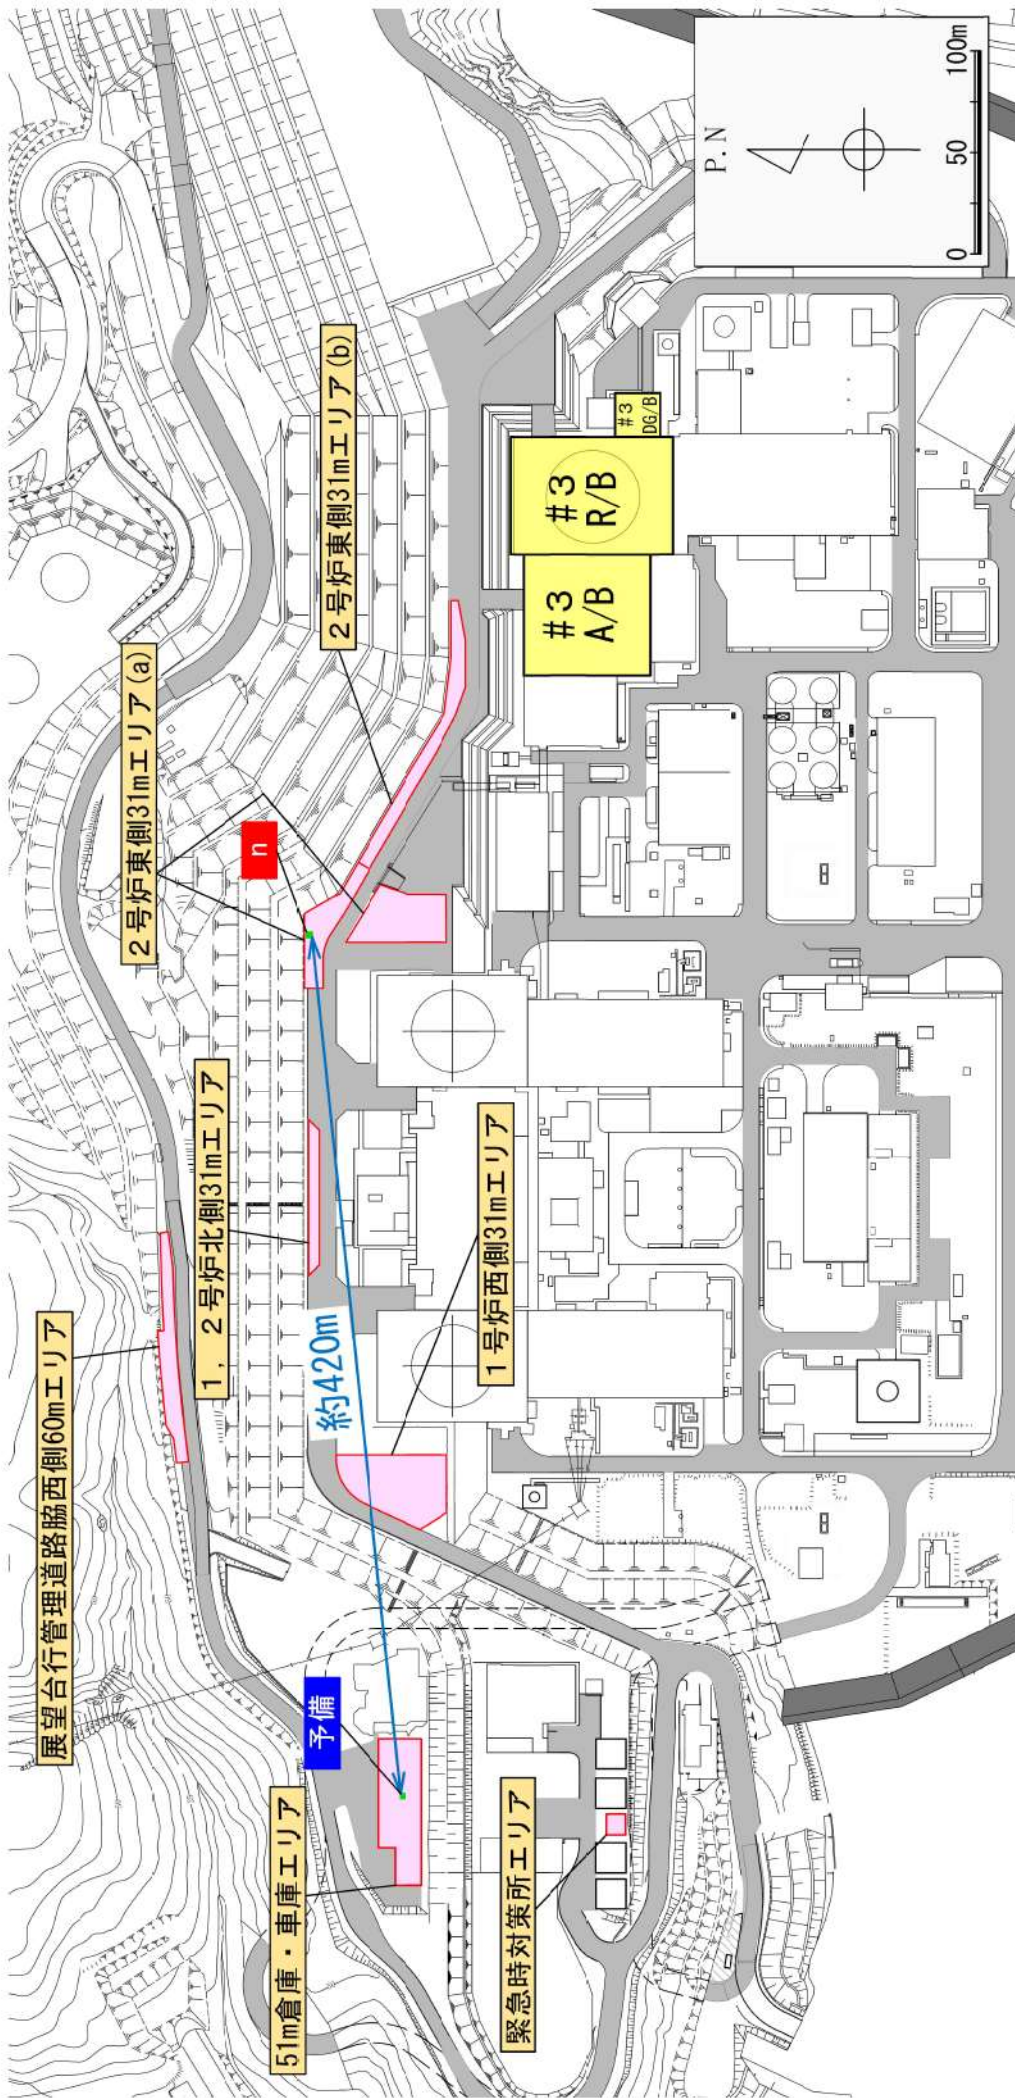 展望台行管理道路脇西側60mエリア
51m倉庫・車庫エリア
予備
緊急時対策所エリア
1,2号炉北側31mエリア
約420m
1号炉西側31mエリア
2号炉東側31mエリア(a)
n
2号炉東側31mエリア(b)
#3
A/B
#3
R/B
#3
DG/B
P.N
0 50 100m